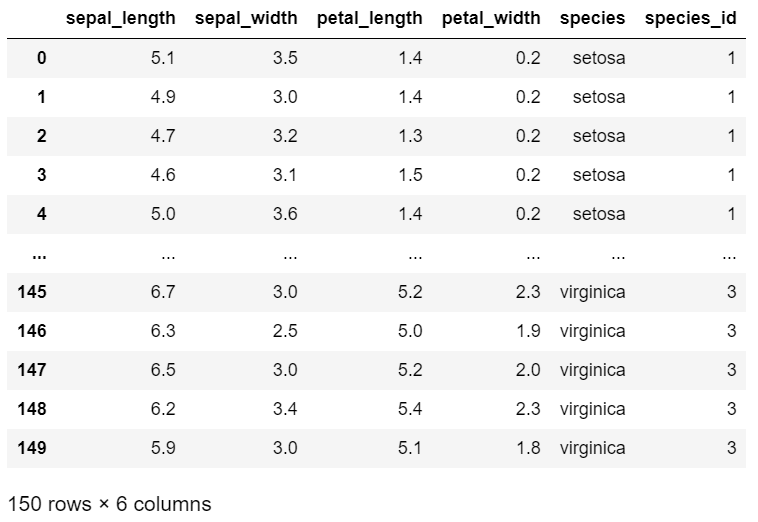 sepal_length sepal_width petal_length petal_width species species_id
0 5.1 3.5 1.4 0.2 setosa 1
1 4.9 3.0 1.4 0.2 setosa 1
2 4.7 3.2 1.3 0.2 setosa 1
3 4.6 3.1 1.5 0.2 setosa 1
4 5.0 3.6 1.4 0.2 setosa 1
... ... ... ... ... ... ...
145 6.7 3.0 5.2 2.3 virginica 3
146 6.3 2.5 5.0 1.9 virginica 3
147 6.5 3.0 5.2 2.0 virginica 3
148 6.2 3.4 5.4 2.3 virginica 3
149 5.9 3.0 5.1 1.8 virginica 3
150 rows × 6 columns